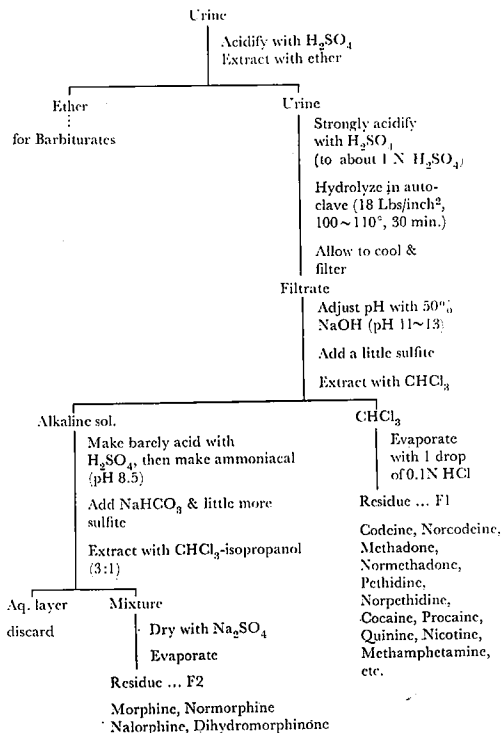 Urine
Acidify with H₂SO₄
Extract with ether
Ether
for Barbiturates
Urine
Strongly acidify
with H₂SO₄
(to about 1 N H₂SO₄)
Hydrolyze in auto-
clave (18 Lbs/inch²,
100~110°, 30 min.)
Allow to cool &
filter
Filtrate
Adjust pH with 50%
NaOH (pH 11~13)
Add a little sulfite
Extract with CHCl₃
Alkaline sol.
Make barely acid with
H₂SO₄, then make ammoniacal
(pH 8.5)
Add NaHCO₃ & little more
sulfite
Extract with CHCl₃-isopropanol
(3:1)
Aq. layer
discard
Mixture
Dry with Na₂SO₄
Evaporate
Residue ... F2
Morphine, Normorphine
Nalorphine, Dihydromorphinone
CHCl₃
Evaporate
with 1 drop
of 0.1N HCl
Residue ... F1
Codeine, Norcodeine,
Methadone,
Normethadone,
Pethidine,
Norpethidine,
Cocaine, Procaine,
Quinine, Nicotine,
Methamphetamine,
etc.